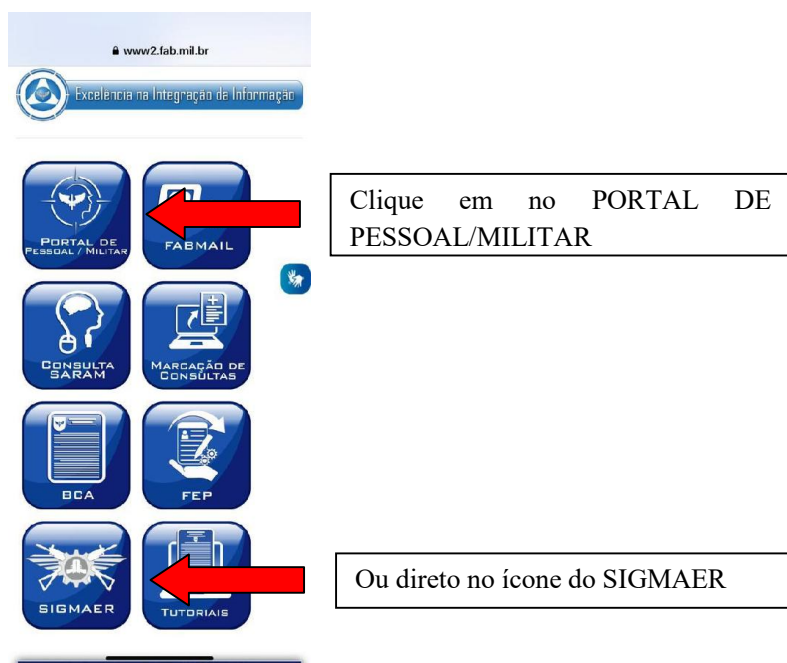 www2.fab.mil.br
Excelência na Integração da Informação
PORTAL DE
PESSOAL / MILITAR
FABMAIL
Clique em no PORTAL DE
PESSOAL/MILITAR
CONSULTA
SARAM
MARCAÇÃO DE
CONSULTAS
BCA
FEP
SIGMAER
TUTORIAIS
Ou direto no ícone do SIGMAER